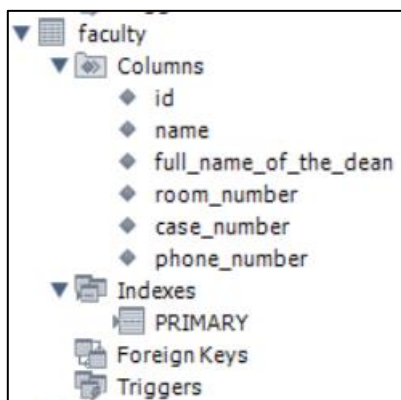 faculty
Columns
id
name
full_name_of_the_dean
room_number
case_number
phone_number
Indexes
PRIMARY
Foreign Keys
Triggers